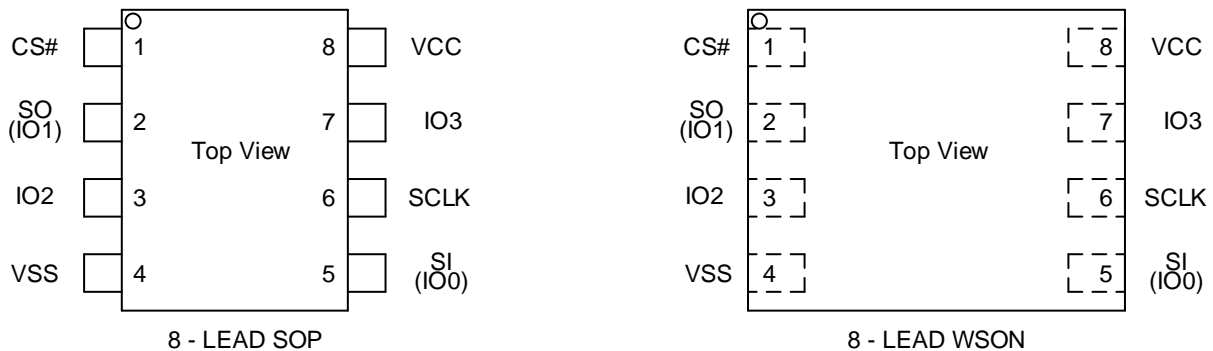 CS#
1
8
VCC
SO
(IO1)
2
7
IO3
Top View
IO2
3
6
SCLK
VSS
4
5
SI
(IO0)
8 - LEAD SOP
CS#
1
8
VCC
SO
(IO1)
2
7
IO3
Top View
IO2
3
6
SCLK
VSS
4
5
SI
(IO0)
8 - LEAD WSON